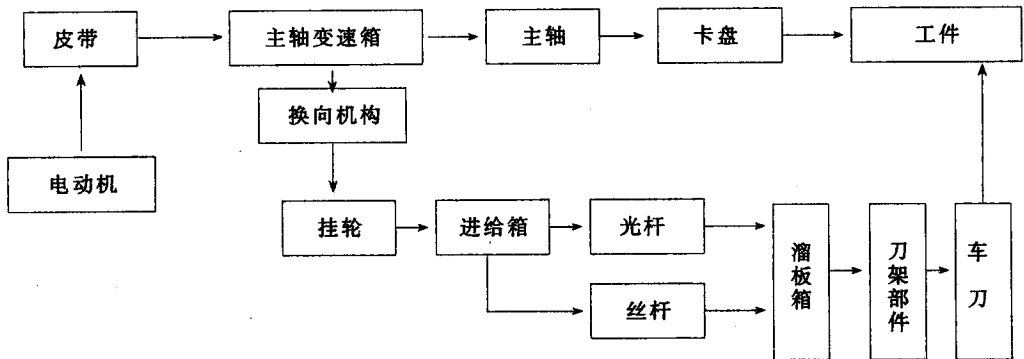 皮带
主轴变速箱
主轴
卡盘
工件
换向机构
电动机
挂轮
进给箱
光杆
丝杆
溜板箱
刀架部件
车刀